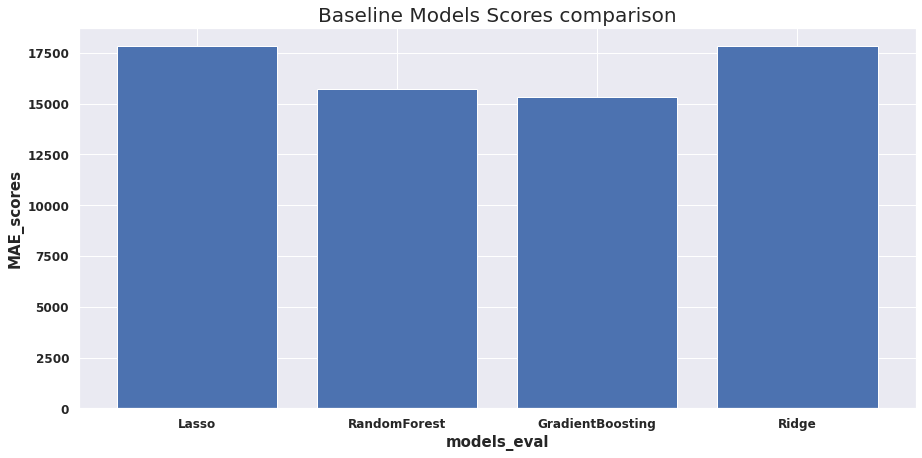 Baseline Models Scores comparison
17500
15000
12500
10000
7500
5000
2500
0
MAE_scores
Lasso RandomForest GradientBoosting Ridge
models_eval